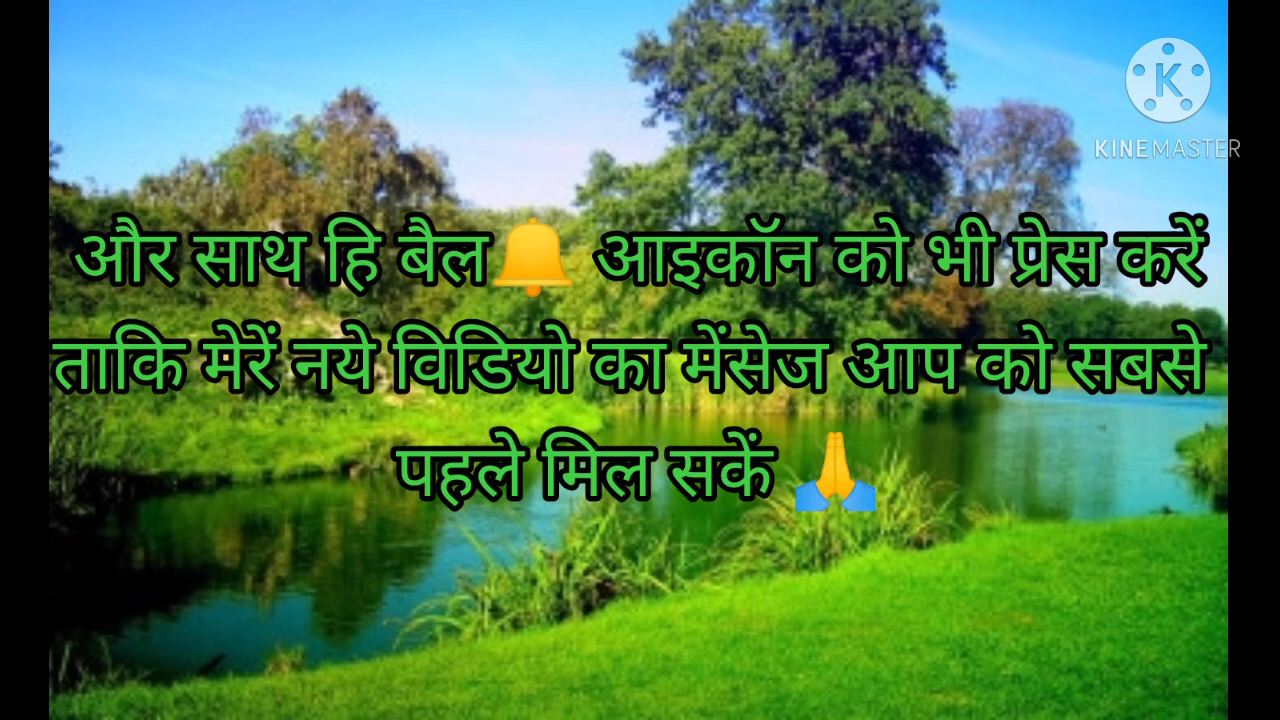 KINEMASTER
और साथ हि बैल🔔 आइकॉन को भी प्रेस करें
ताकि मेरें नये विडियो का मेंसेज आप को सबसे
पहले मिल सकें 🙏